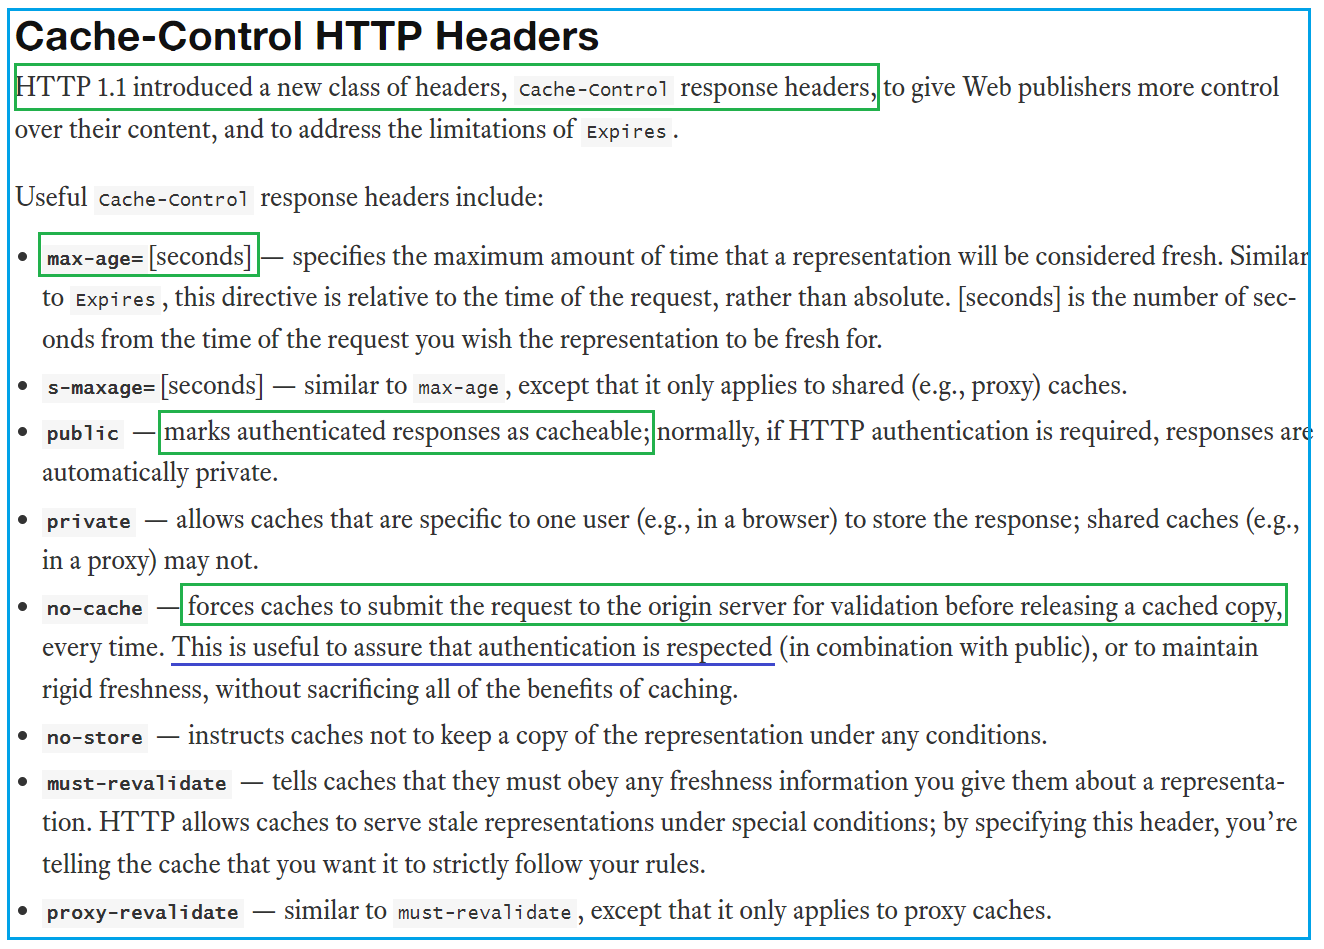 Cache-Control HTTP Headers
HTTP 1.1 introduced a new class of headers, Cache-Control response headers, to give Web publishers more control
over their content, and to address the limitations of Expires.
Useful Cache-Control response headers include:
• max-age=[seconds] — specifies the maximum amount of time that a representation will be considered fresh. Similar
to Expires, this directive is relative to the time of the request, rather than absolute. [seconds] is the number of sec-
onds from the time of the request you wish the representation to be fresh for.
• s-maxage=[seconds] — similar to max-age, except that it only applies to shared (e.g., proxy) caches.
• public — marks authenticated responses as cacheable; normally, if HTTP authentication is required, responses are
automatically private.
• private — allows caches that are specific to one user (e.g., in a browser) to store the response; shared caches (e.g.,
in a proxy) may not.
• no-cache — forces caches to submit the request to the origin server for validation before releasing a cached copy,
every time. This is useful to assure that authentication is respected (in combination with public), or to maintain
rigid freshness, without sacrificing all of the benefits of caching.
• no-store — instructs caches not to keep a copy of the representation under any conditions.
• must-revalidate — tells caches that they must obey any freshness information you give them about a representa-
tion. HTTP allows caches to serve stale representations under special conditions; by specifying this header, you’re
telling the cache that you want it to strictly follow your rules.
• proxy-revalidate — similar to must-revalidate, except that it only applies to proxy caches.